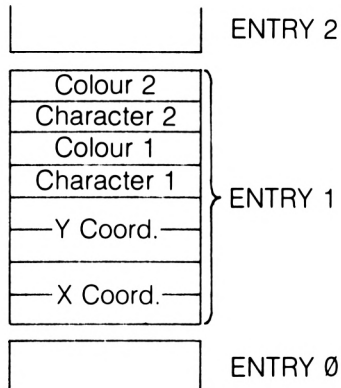 ENTRY 2
Colour 2
Character 2
Colour 1
Character 1
ENTRY 1
Y Coord.
X Coord.
ENTRY Ø